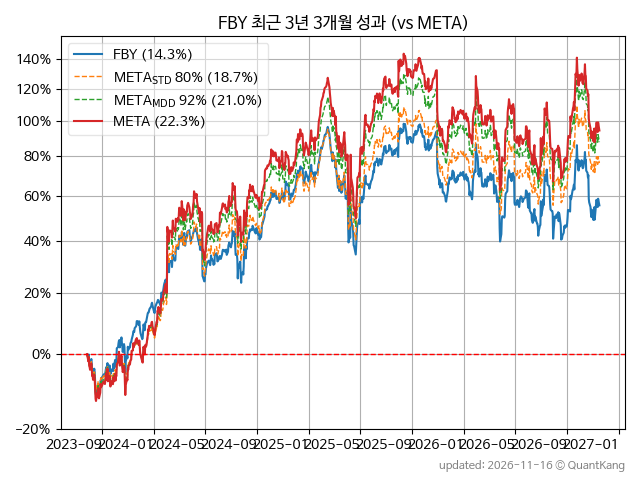 FBY 최근 3년 3개월 성과 (vs META)
FBY (14.3%)
META_STD 80% (18.7%)
META_MDD 92% (21.0%)
META (22.3%)
140%
120%
100%
80%
60%
40%
20%
0%
-20%
2023-09 2024-01 2024-05 2024-09 2025-01 2025-05 2025-09 2026-01 2026-05 2026-09 2027-01
updated: 2026-11-16 © QuantKang